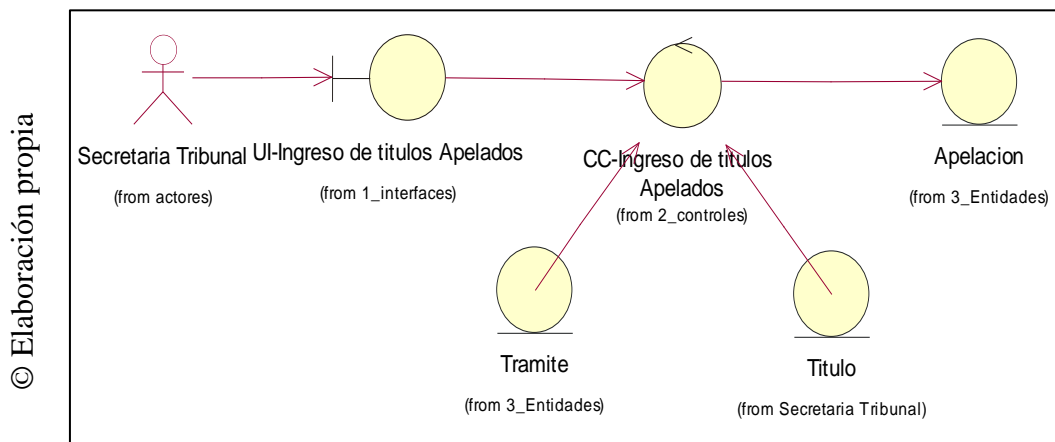 © Elaboración propia
Secretaria Tribunal
(from actores)
UI-Ingreso de titulos Apelados
(from 1_interfaces)
CC-Ingreso de titulos
Apelados
(from 2_controles)
Apelacion
(from 3_Entidades)
Tramite
(from 3_Entidades)
Titulo
(from Secretaria Tribunal)